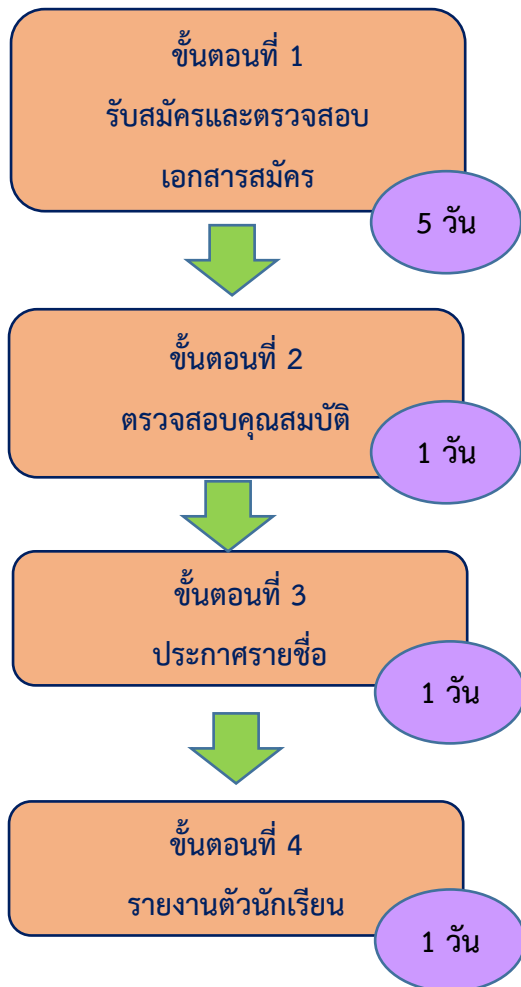 ขั้นตอนที่ 1
รับสมัครและตรวจสอบ
เอกสารสมัคร
5 วัน
ขั้นตอนที่ 2
ตรวจสอบคุณสมบัติ
1 วัน
ขั้นตอนที่ 3
ประกาศรายชื่อ
1 วัน
ขั้นตอนที่ 4
รายงานตัวนักเรียน
1 วัน